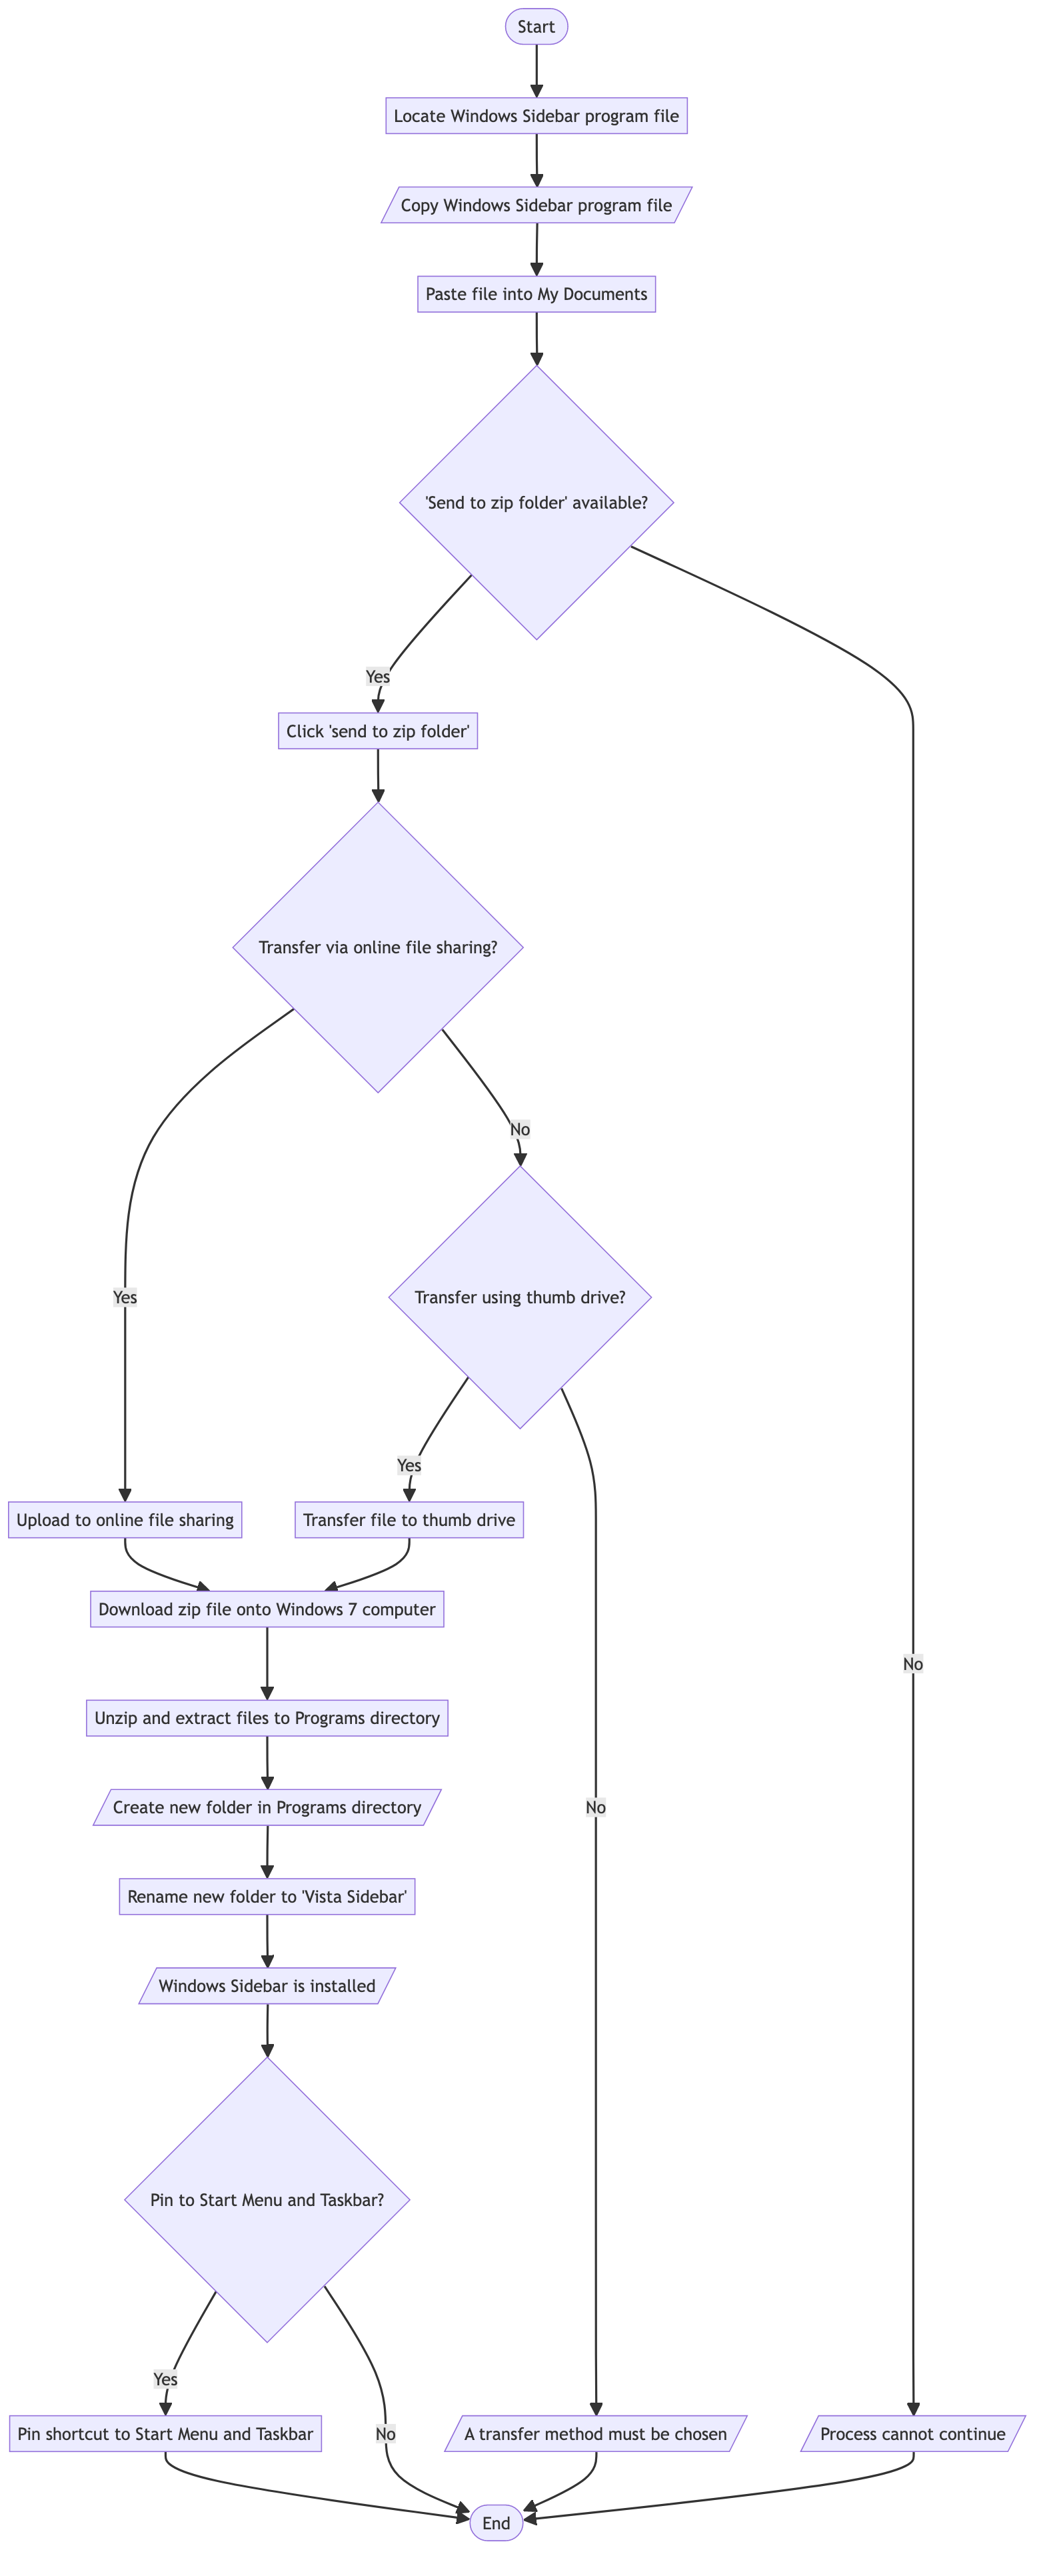 Start
Locate Windows Sidebar program file
Copy Windows Sidebar program file
Paste file into My Documents
'Send to zip folder' available?
Yes
Click 'send to zip folder'
Transfer via online file sharing?
No
Transfer using thumb drive?
Yes
Yes
Upload to online file sharing
Transfer file to thumb drive
Download zip file onto Windows 7 computer
No
Unzip and extract files to Programs directory
Create new folder in Programs directory
No
Rename new folder to 'Vista Sidebar'
Windows Sidebar is installed
Pin to Start Menu and Taskbar?
Yes
No
Pin shortcut to Start Menu and Taskbar
A transfer method must be chosen
Process cannot continue
End